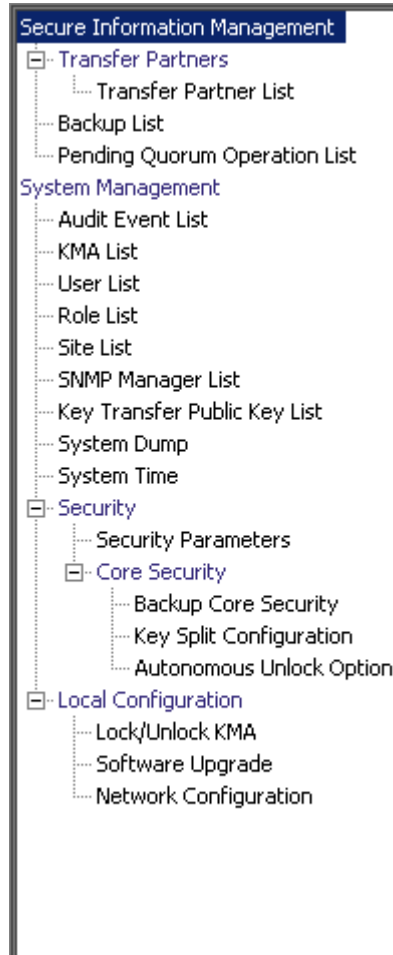 Secure Information Management
Transfer Partners
Transfer Partner List
Backup List
Pending Quorum Operation List
System Management
Audit Event List
KMA List
User List
Role List
Site List
SNMP Manager List
Key Transfer Public Key List
System Dump
System Time
Security
Security Parameters
Core Security
Backup Core Security
Key Split Configuration
Autonomous Unlock Option
Local Configuration
Lock/Unlock KMA
Software Upgrade
Network Configuration